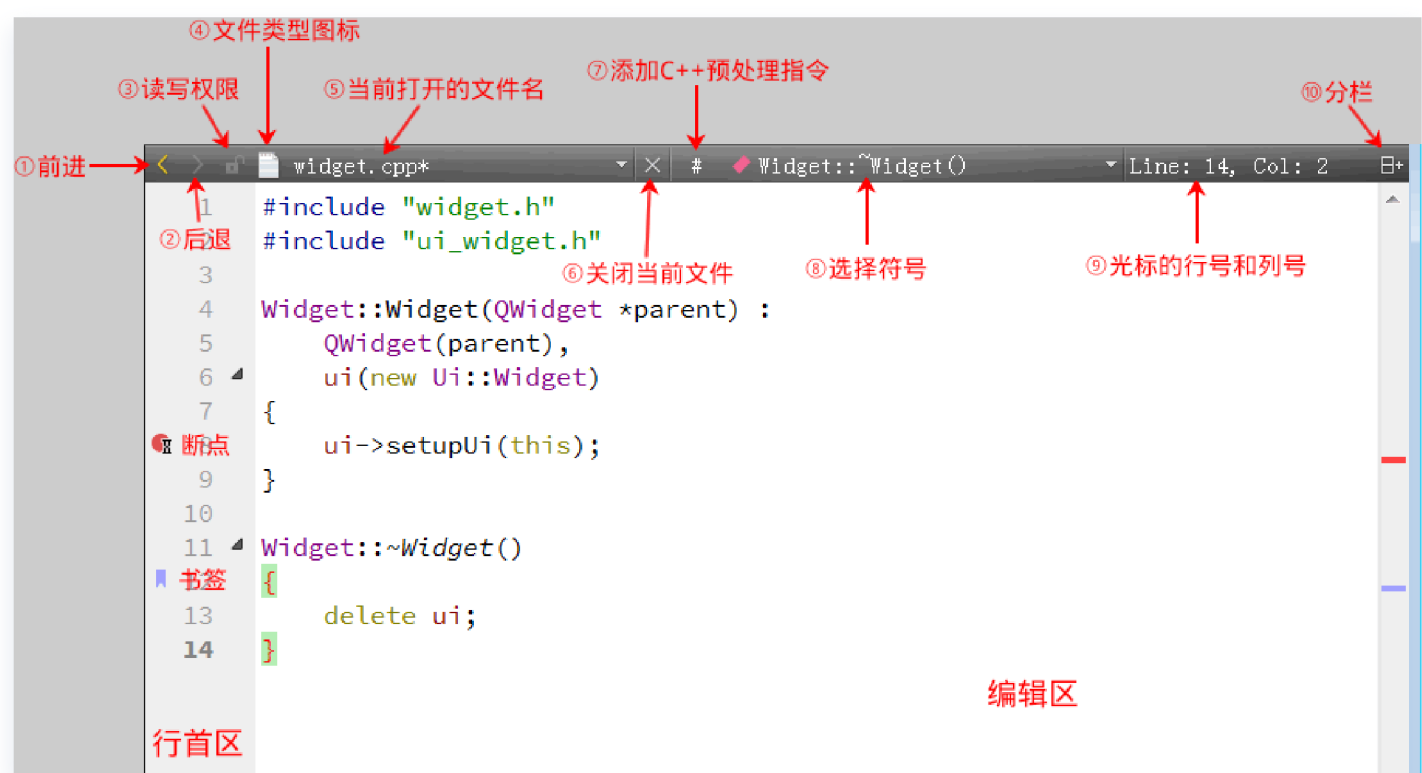 ④文件类型图标
⑦添加C++预处理指令
③读写权限
⑤当前打开的文件名
⑩分栏
①前进
widget.cpp*
#
Widget::~Widget()
Line: 14, Col: 2
1 #include "widget.h"
②后退
2 #include "ui_widget.h"
⑥关闭当前文件
⑧选择符号
⑨光标的行号和列号
3
4 Widget::Widget(QWidget *parent) :
5 QWidget(parent),
6 ui(new Ui::Widget)
7 {
断点
8 ui->setupUi(this);
9 }
10
11 Widget::~Widget()
书签
12 {
13 delete ui;
14 }
编辑区
行首区